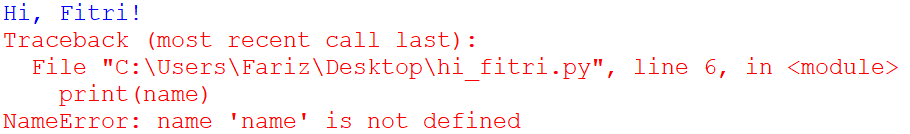 Hi, Fitri!
Traceback (most recent call last):
  File "C:\Users\Fariz\Desktop\hi_fitri.py", line 6, in <module>
    print(name)
NameError: name 'name' is not defined